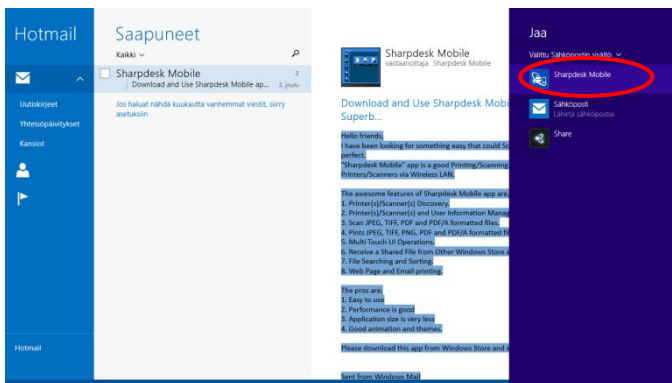 Hotmail
Uutiskirjeet
Yhteisöpäivitykset
Kansiot
Hotmail
Saapuneet
Kaikki
Sharpdesk Mobile 2
Download and Use Sharpdesk Mobile ap... 3. joulu
Jos haluat nähdä kuukautta vanhemmat viestit, siirry
asetuksiin
Sharpdesk Mobile
vastaanottaja Sharpdesk Mobile
Download and Use Sharpdesk Mobi
Superb...
Hello friends,
I have been looking for something easy that could Sc
perfect.
"Sharpdesk Mobile" app is a good Printing/Scanning
Printers/Scanners via Wireless LAN.
The awesome features of Sharpdesk Mobile app are,
1. Printer(s)/Scanner(s) Discovery,
2. Printer(s)/Scanner(s) and User Information Manag
3. Scan JPEG, TIFF, PDF and PDF/A formatted files.
4. Pints JPEG, TIFF, PNG, PDF and PDF/A formatted fil
5. Multi Touch UI Operations.
6. Receive a Shared File from Other Windows Store a
7. File Searching and Sorting.
8. Web Page and Email printing.
The pros are,
1. Easy to use
2. Performance is good
3. Application size is very less
4. Good animation and themes.
Please download this app from Windows Store and e
Sent from Windows Mail
Jaa
Valittu Sähköpostin sisältö
Sharpdesk Mobile
Sähköposti
Lähetä sähköpostia
Share